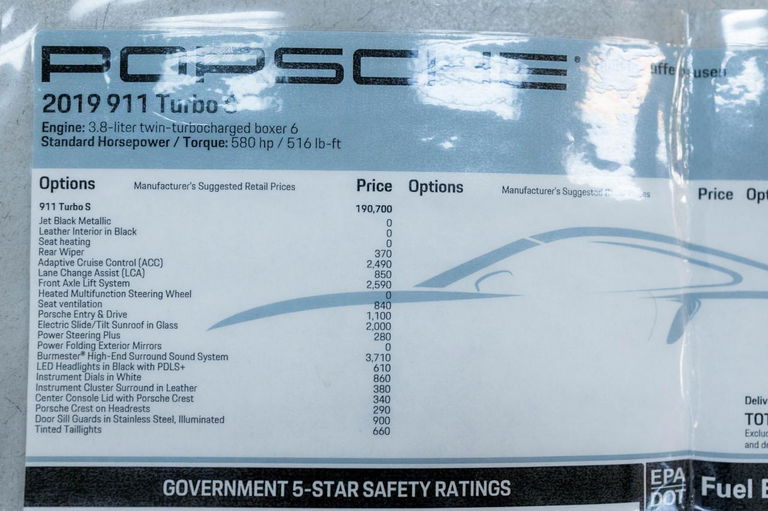 PORSCHE
2019 911 Turbo S
Engine: 3.8-liter twin-turbocharged boxer 6
Standard Horsepower / Torque: 580 hp / 516 lb-ft
Options Manufacturer's Suggested Retail Prices Price Options Manufacturer's Suggested Retail Prices Price
911 Turbo S 190,700
Jet Black Metallic 0
Leather Interior in Black 0
Seat heating 0
Rear Wiper 370
Adaptive Cruise Control (ACC) 2,490
Lane Change Assist (LCA) 850
Front Axle Lift System 2,590
Heated Multifunction Steering Wheel 0
Seat ventilation 840
Porsche Entry & Drive 1,100
Electric Slide/Tilt Sunroof in Glass 2,000
Power Steering Plus 280
Power Folding Exterior Mirrors 0
Burmester® High-End Surround Sound System 3,710
LED Headlights in Black with PDLS+ 610
Instrument Dials in White 860
Instrument Cluster Surround in Leather 380
Center Console Lid with Porsche Crest 340
Porsche Crest on Headrests 290
Door Sill Guards in Stainless Steel, Illuminated 900
Tinted Taillights 660
GOVERNMENT 5-STAR SAFETY RATINGS
EPA
DOT
Fuel